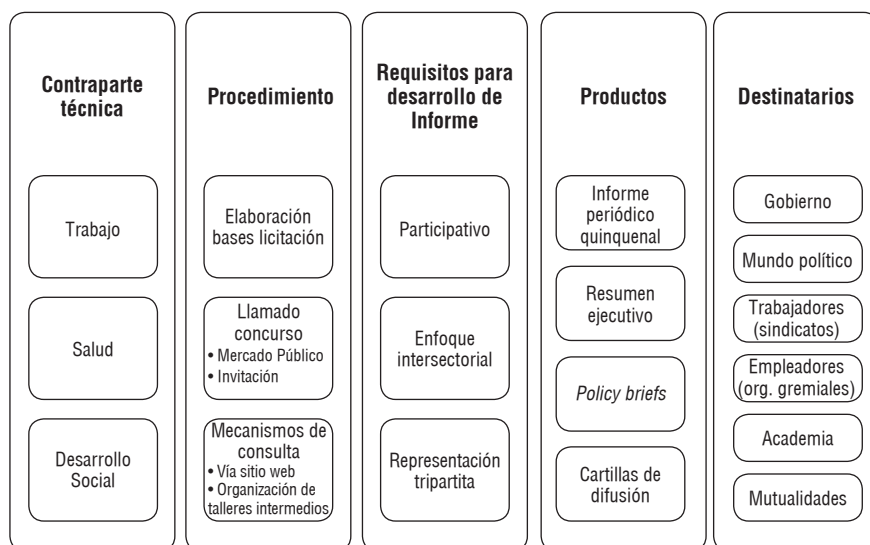 Contraparte
técnica
Trabajo
Salud
Desarrollo
Social
Procedimiento
Elaboración
bases licitación
Llamado
concurso
• Mercado Público
• Invitación
Mecanismos de
consulta
• Vía sitio web
• Organización de
talleres intermedios
Requisitos para
desarrollo de
Informe
Participativo
Enfoque
intersectorial
Representación
tripartita
Productos
Informe
periódico
quinquenal
Resumen
ejecutivo
Policy briefs
Cartillas de
difusión
Destinatarios
Gobierno
Mundo político
Trabajadores
(sindicatos)
Empleadores
(org. gremiales)
Academia
Mutualidades